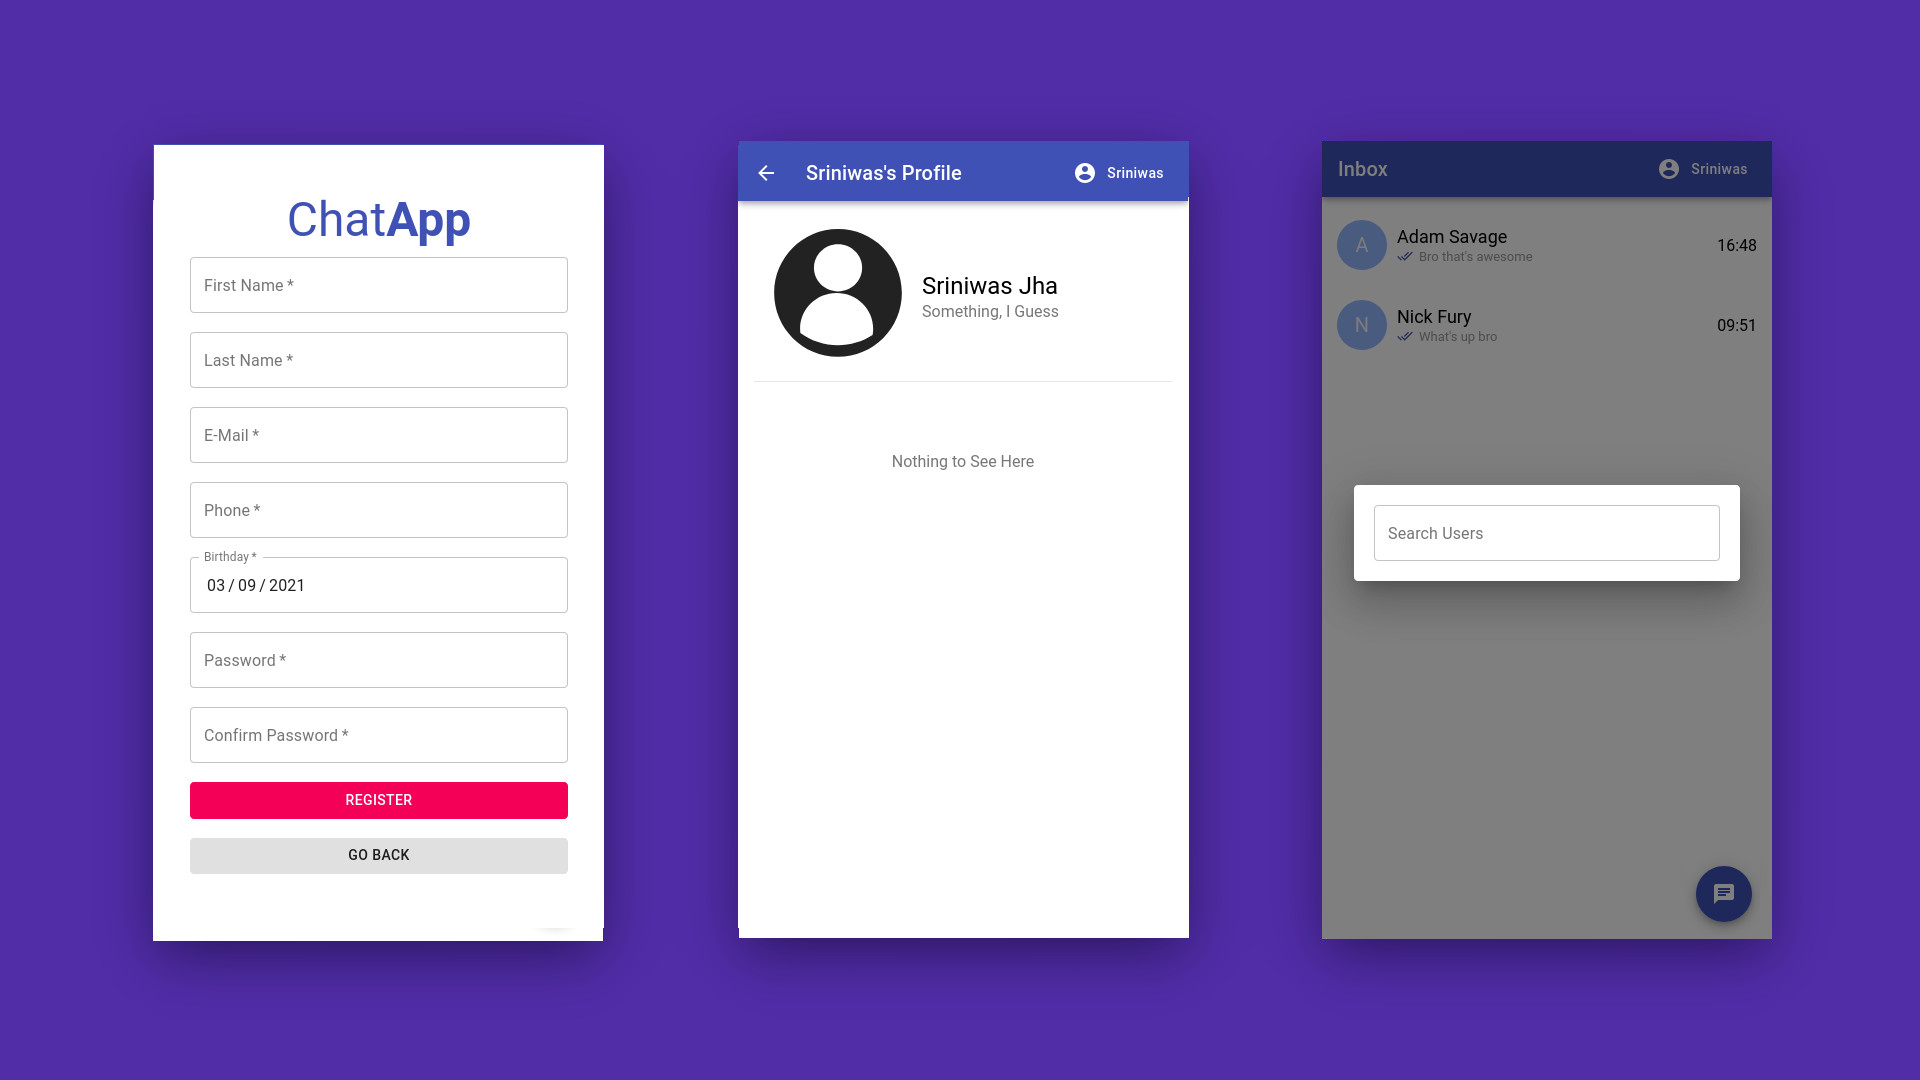 ChatApp
First Name *
Last Name *
E-Mail *
Phone *
Birthday *
03 / 09 / 2021
Password *
Confirm Password *
REGISTER
GO BACK
Sriniwas's Profile
Sriniwas
Sriniwas Jha
Something, I Guess
Nothing to See Here
Inbox
Sriniwas
A
Adam Savage
16:48
Bro that's awesome
N
Nick Fury
09:51
What's up bro
Search Users